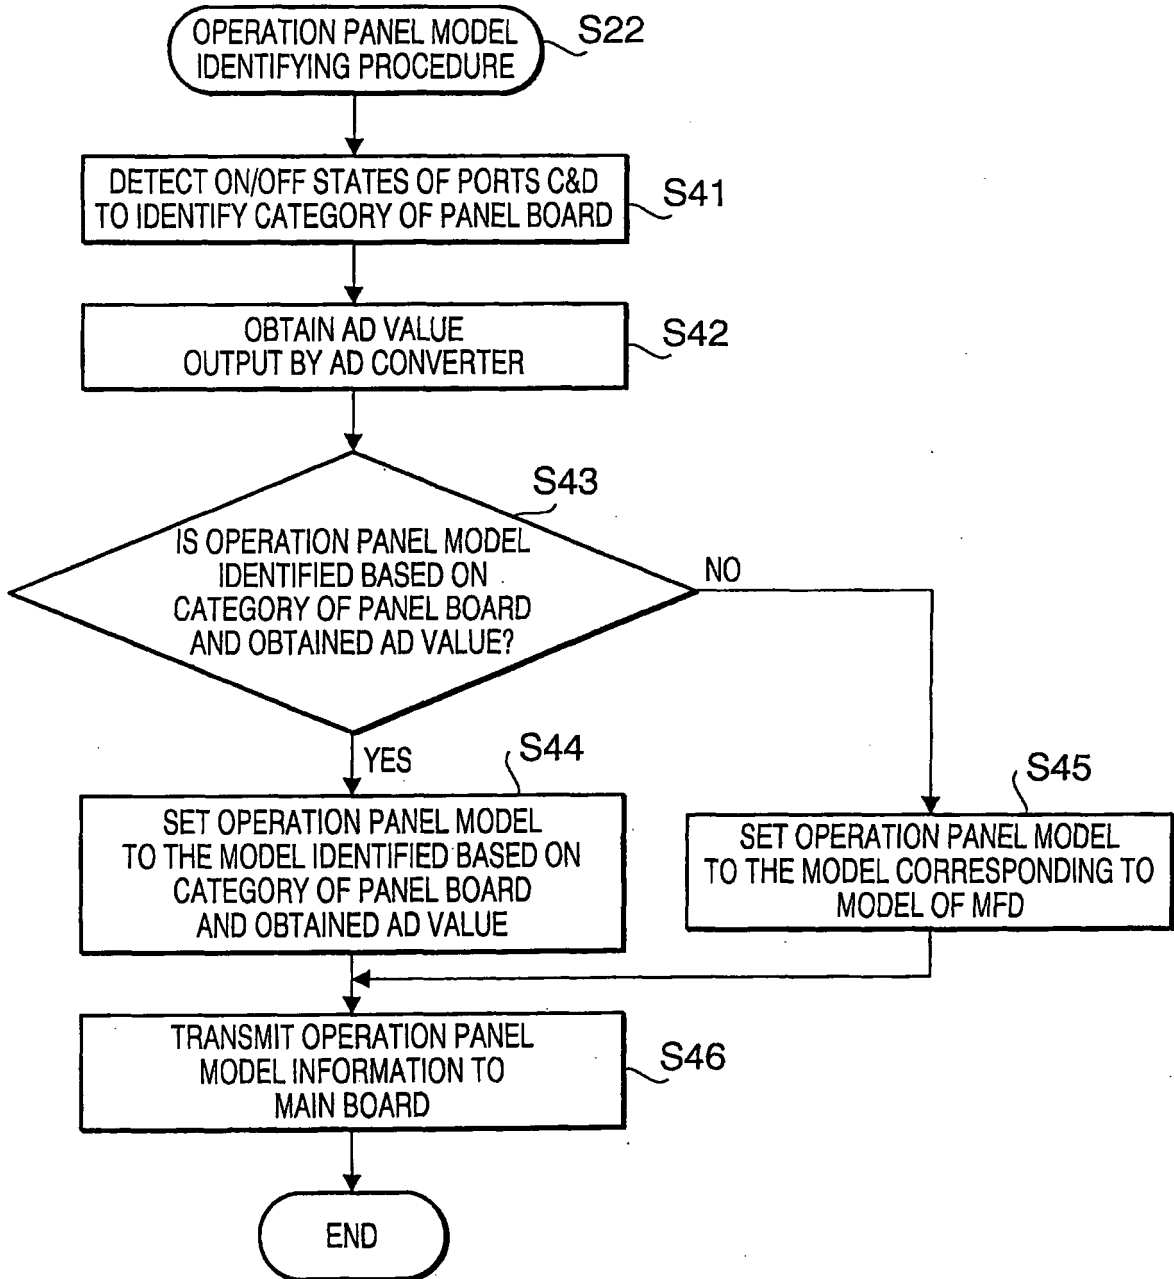 OPERATION PANEL MODEL
IDENTIFYING PROCEDURE
S22
DETECT ON/OFF STATES OF PORTS C&D
TO IDENTIFY CATEGORY OF PANEL BOARD
S41
OBTAIN AD VALUE
OUTPUT BY AD CONVERTER
S42
S43
IS OPERATION PANEL MODEL
IDENTIFIED BASED ON
CATEGORY OF PANEL BOARD
AND OBTAINED AD VALUE?
NO
YES
S44
SET OPERATION PANEL MODEL
TO THE MODEL IDENTIFIED BASED ON
CATEGORY OF PANEL BOARD
AND OBTAINED AD VALUE
S45
SET OPERATION PANEL MODEL
TO THE MODEL CORRESPONDING TO
MODEL OF MFD
TRANSMIT OPERATION PANEL
MODEL INFORMATION TO
MAIN BOARD
S46
END